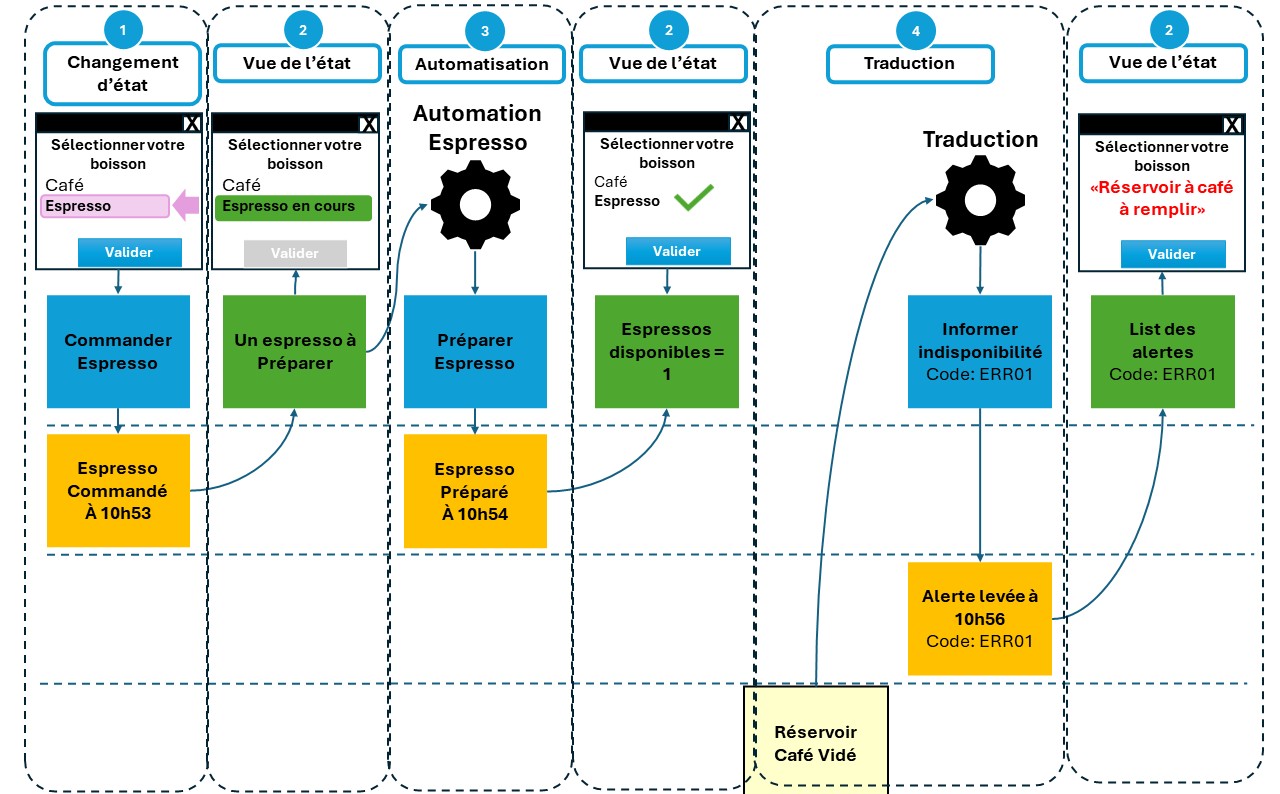 1
Changement
d’état
X
Sélectionner votre
boisson
Café
Espresso
Valider
Commander
Espresso
Espresso
Commandé
À 10h53
2
Vue de l’état
X
Sélectionner votre
boisson
Café
Espresso en cours
Valider
Un espresso à
Préparer
3
Automatisation
Automation
Espresso
Préparer
Espresso
Espresso
Préparé
À 10h54
2
Vue de l’état
X
Sélectionner votre
boisson
Café
Espresso
Valider
Espressos
disponibles =
1
4
Traduction
Traduction
Informer
indisponibilité
Code: ERR01
Alerte levée à
10h56
Code: ERR01
Réservoir
Café Vidé
2
Vue de l’état
X
Sélectionner votre
boisson
«Réservoir à café
à remplir»
Valider
List des
alertes
Code: ERR01